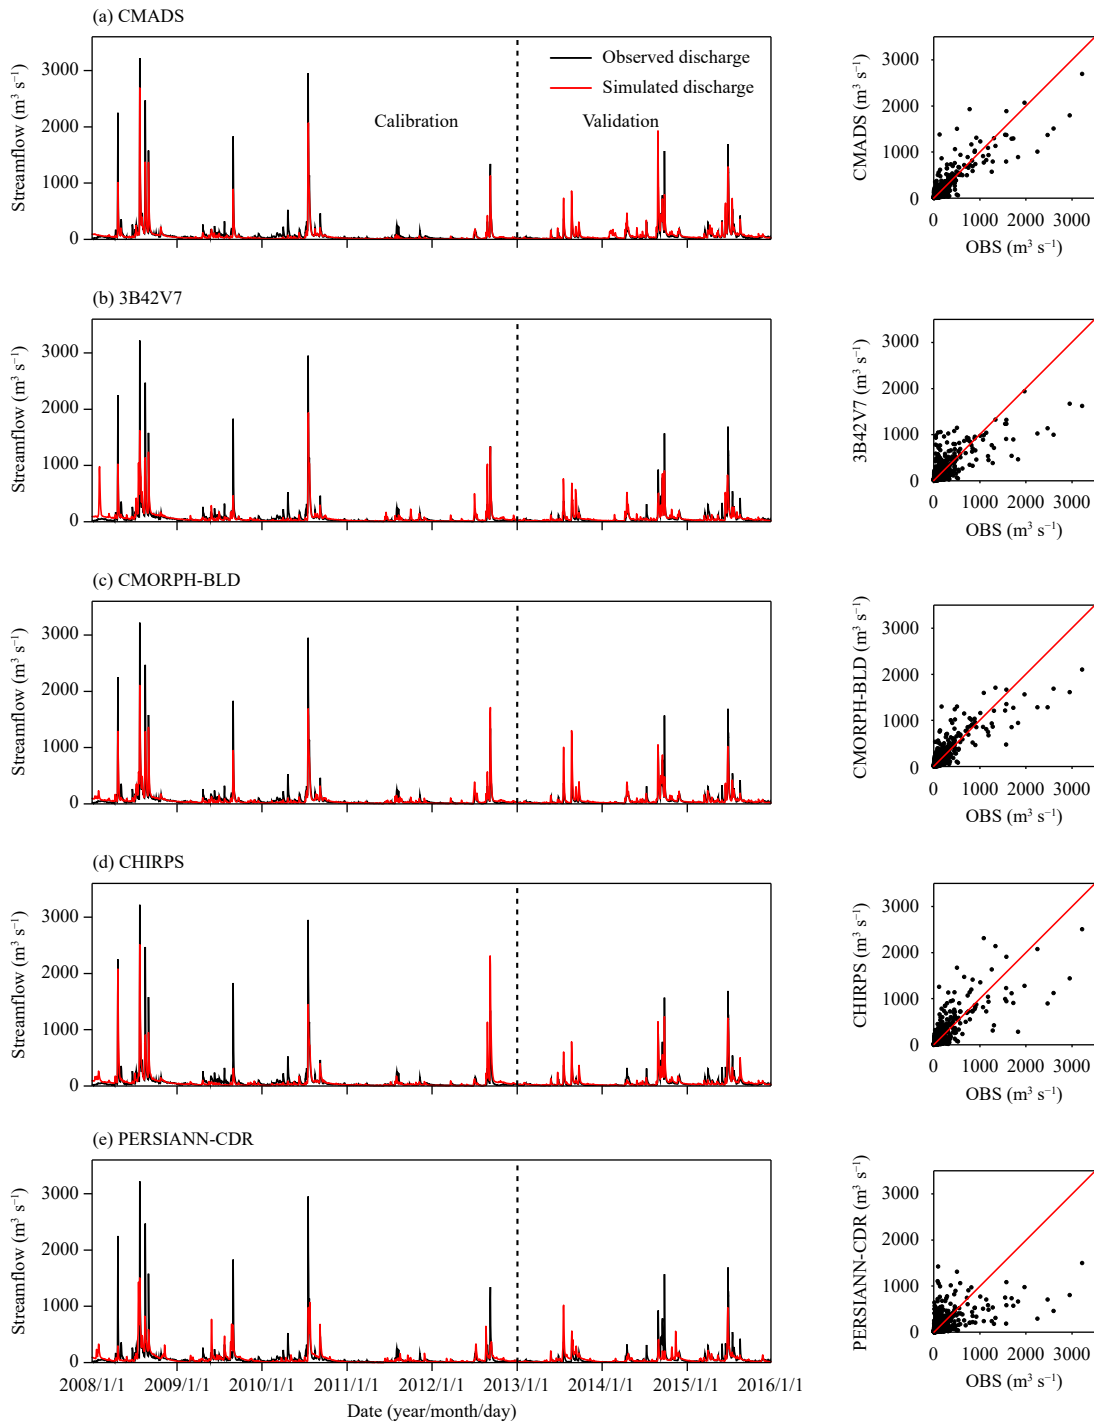 (a) CMADS
Streamflow (m³ s⁻¹)
3000
2000
1000
0
Observed discharge
Simulated discharge
Calibration
Validation
CMADS (m³ s⁻¹)
3000
2000
1000
0
0 1000 2000 3000
OBS (m³ s⁻¹)
(b) 3B42V7
Streamflow (m³ s⁻¹)
3000
2000
1000
0
3B42V7 (m³ s⁻¹)
3000
2000
1000
0
0 1000 2000 3000
OBS (m³ s⁻¹)
(c) CMORPH-BLD
Streamflow (m³ s⁻¹)
3000
2000
1000
0
CMORPH-BLD (m³ s⁻¹)
3000
2000
1000
0
0 1000 2000 3000
OBS (m³ s⁻¹)
(d) CHIRPS
Streamflow (m³ s⁻¹)
3000
2000
1000
0
CHIRPS (m³ s⁻¹)
3000
2000
1000
0
0 1000 2000 3000
OBS (m³ s⁻¹)
(e) PERSIANN-CDR
Streamflow (m³ s⁻¹)
3000
2000
1000
0
2008/1/1 2009/1/1 2010/1/1 2011/1/1 2012/1/1 2013/1/1 2014/1/1 2015/1/1 2016/1/1
Date (year/month/day)
PERSIANN-CDR (m³ s⁻¹)
3000
2000
1000
0
0 1000 2000 3000
OBS (m³ s⁻¹)